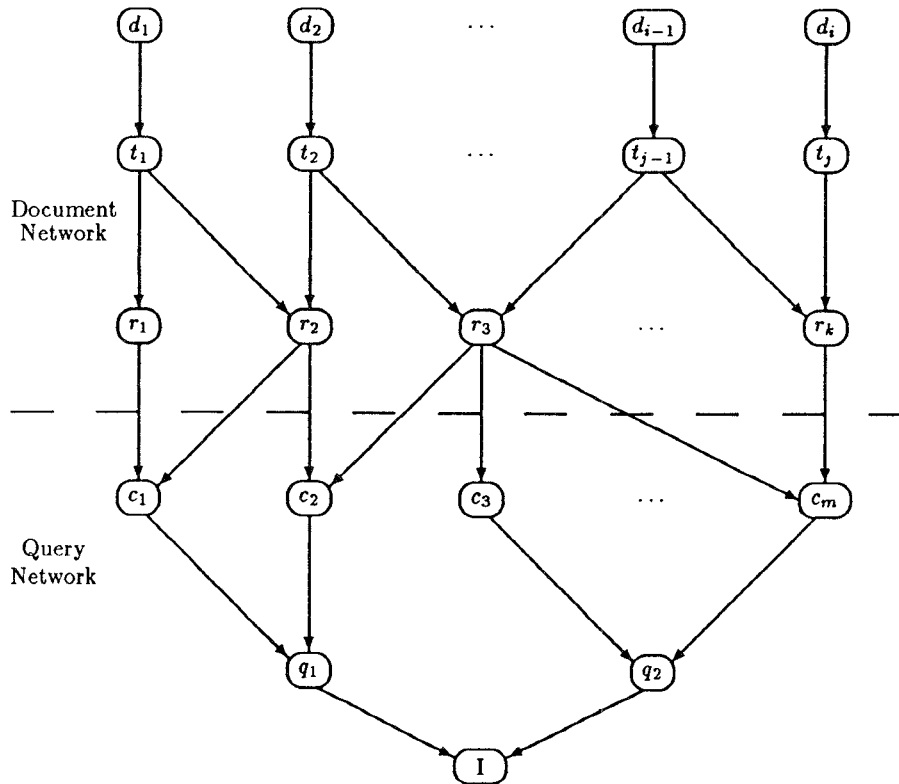 d₁ d₂ ... dᵢ₋₁ dᵢ
t₁ t₂ ... tⱼ₋₁ tⱼ
Document
Network
r₁ r₂ r₃ ... rₖ
c₁ c₂ c₃ ... cₘ
Query
Network
q₁ q₂
I